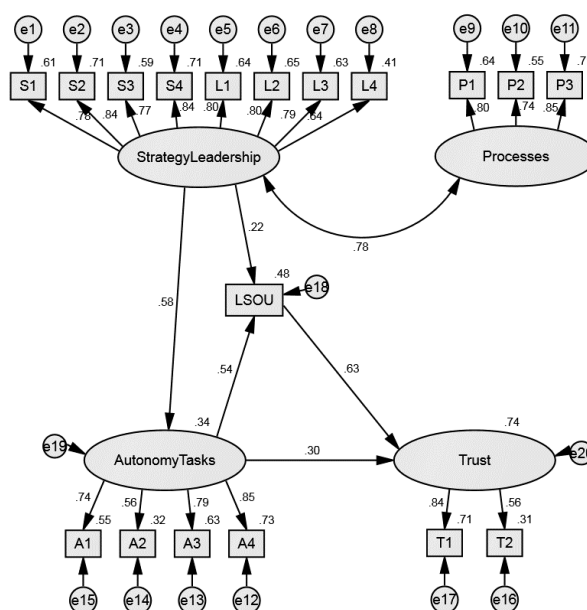 e1 e2 e3 e4 e5 e6 e7 e8 e9 e10 e11
.61 .71 .59 .71 .64 .65 .63 .41 .64 .55
S1 S2 S3 S4 L1 L2 L3 L4 P1 P2 P3
.78 .84 .77 .84 .80 .80 .79 .64 .80 .74 .85
StrategyLeadership Processes
.22 .78
.48 e18
LSOU
.58 .54 .63
.34 .74
e19 AutonomyTasks .30 Trust
.74 .56 .79 .85 .84 .56
.55 .32 .63 .73 .71 .31
A1 A2 A3 A4 T1 T2
e15 e14 e13 e12 e17 e16